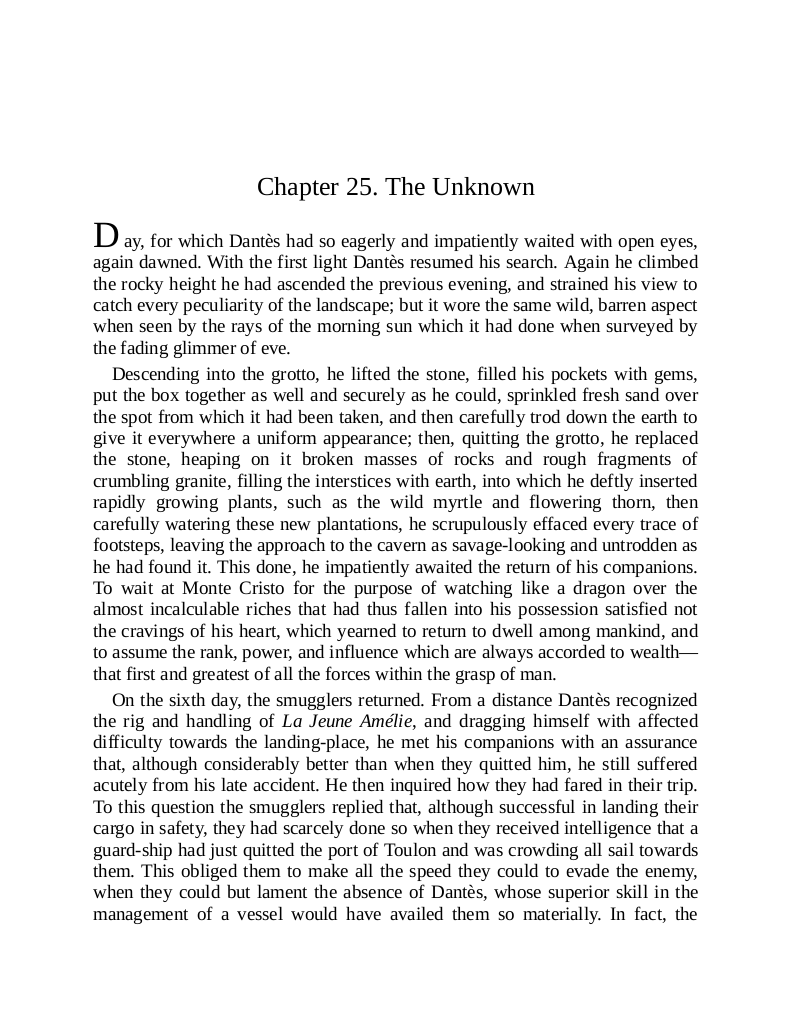 Chapter 25. The Unknown
Day, for which Dantès had so eagerly and impatiently waited with open eyes,
again dawned. With the first light Dantès resumed his search. Again he climbed
the rocky height he had ascended the previous evening, and strained his view to
catch every peculiarity of the landscape; but it wore the same wild, barren aspect
when seen by the rays of the morning sun which it had done when surveyed by
the fading glimmer of eve.
Descending into the grotto, he lifted the stone, filled his pockets with gems,
put the box together as well and securely as he could, sprinkled fresh sand over
the spot from which it had been taken, and then carefully trod down the earth to
give it everywhere a uniform appearance; then, quitting the grotto, he replaced
the stone, heaping on it broken masses of rocks and rough fragments of
crumbling granite, filling the interstices with earth, into which he deftly inserted
rapidly growing plants, such as the wild myrtle and flowering thorn, then
carefully watering these new plantations, he scrupulously effaced every trace of
footsteps, leaving the approach to the cavern as savage-looking and untrodden as
he had found it. This done, he impatiently awaited the return of his companions.
To wait at Monte Cristo for the purpose of watching like a dragon over the
almost incalculable riches that had thus fallen into his possession satisfied not
the cravings of his heart, which yearned to return to dwell among mankind, and
to assume the rank, power, and influence which are always accorded to wealth—
that first and greatest of all the forces within the grasp of man.
On the sixth day, the smugglers returned. From a distance Dantès recognized
the rig and handling of La Jeune Amélie, and dragging himself with affected
difficulty towards the landing-place, he met his companions with an assurance
that, although considerably better than when they quitted him, he still suffered
acutely from his late accident. He then inquired how they had fared in their trip.
To this question the smugglers replied that, although successful in landing their
cargo in safety, they had scarcely done so when they received intelligence that a
guard-ship had just quitted the port of Toulon and was crowding all sail towards
them. This obliged them to make all the speed they could to evade the enemy,
when they could but lament the absence of Dantès, whose superior skill in the
management of a vessel would have availed them so materially. In fact, the